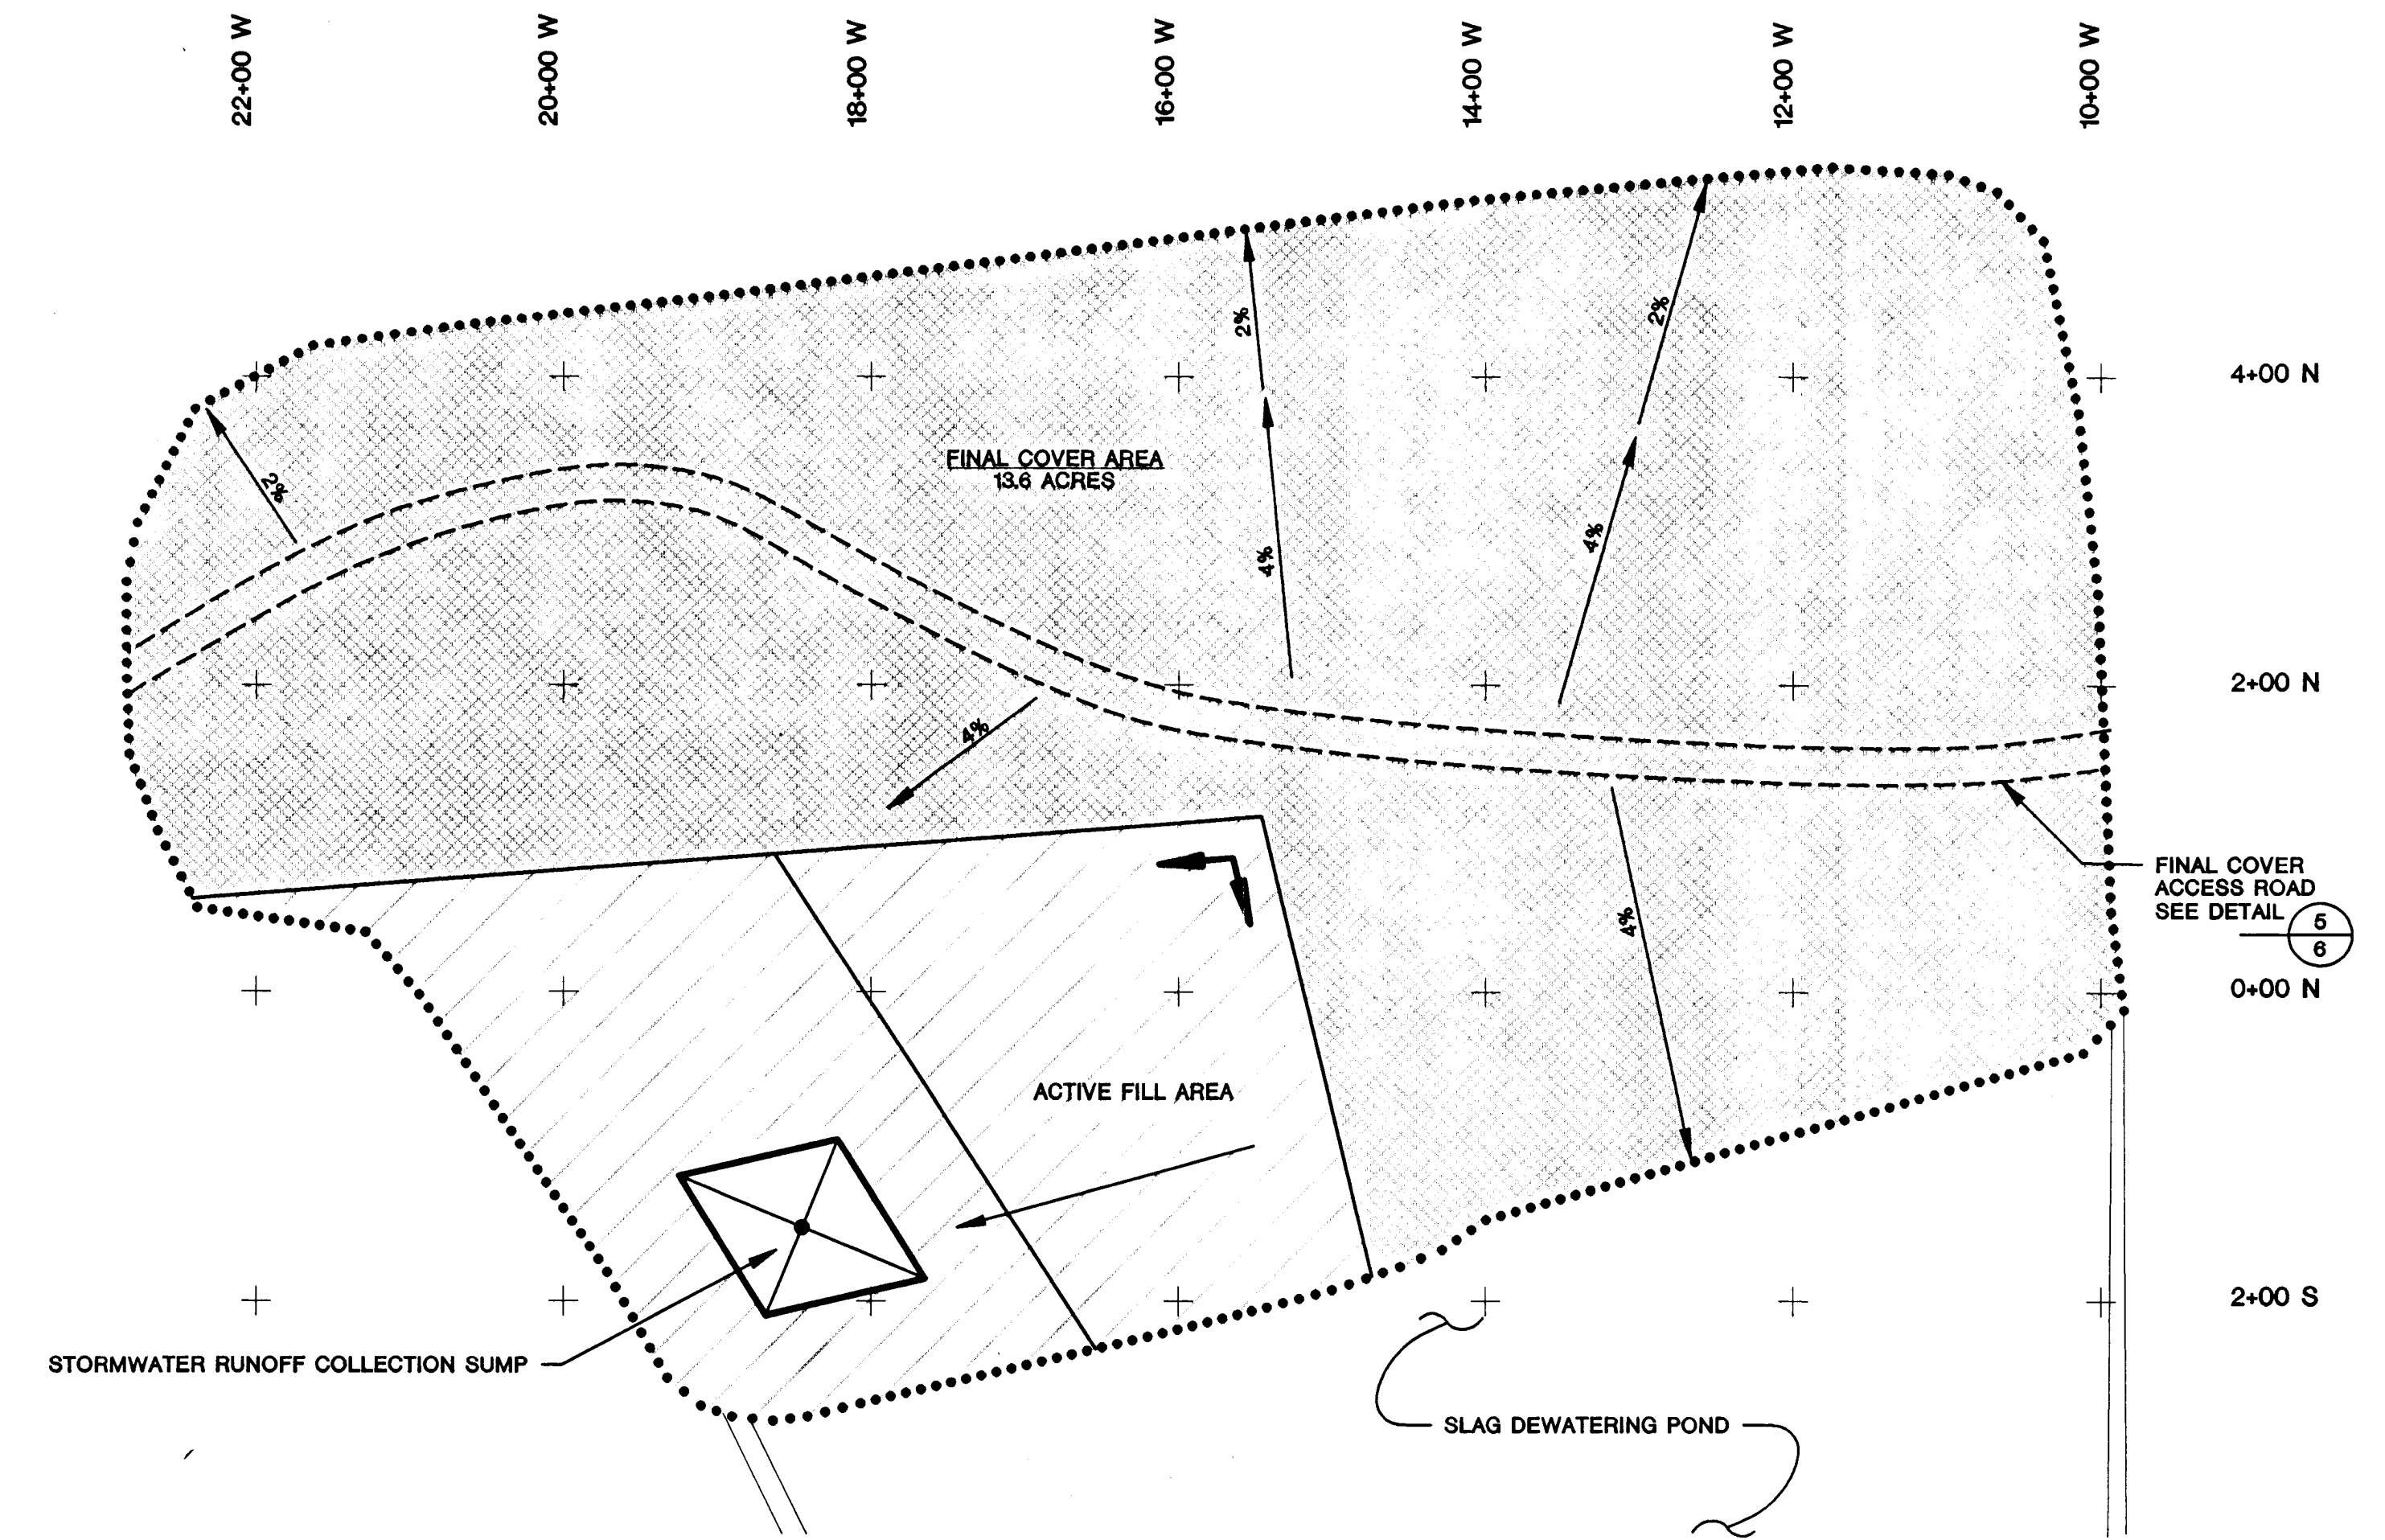 22+00 W
20+00 W
18+00 W
16+00 W
14+00 W
12+00 W
10+00 W
2%
2%
4+00 N
FINAL COVER AREA
13.6 ACRES
2%
4%
4%
2+00 N
4%
FINAL COVER
ACCESS ROAD
SEE DETAIL
5
6
4%
0+00 N
ACTIVE FILL AREA
2+00 S
STORMWATER RUNOFF COLLECTION SUMP
SLAG DEWATERING POND